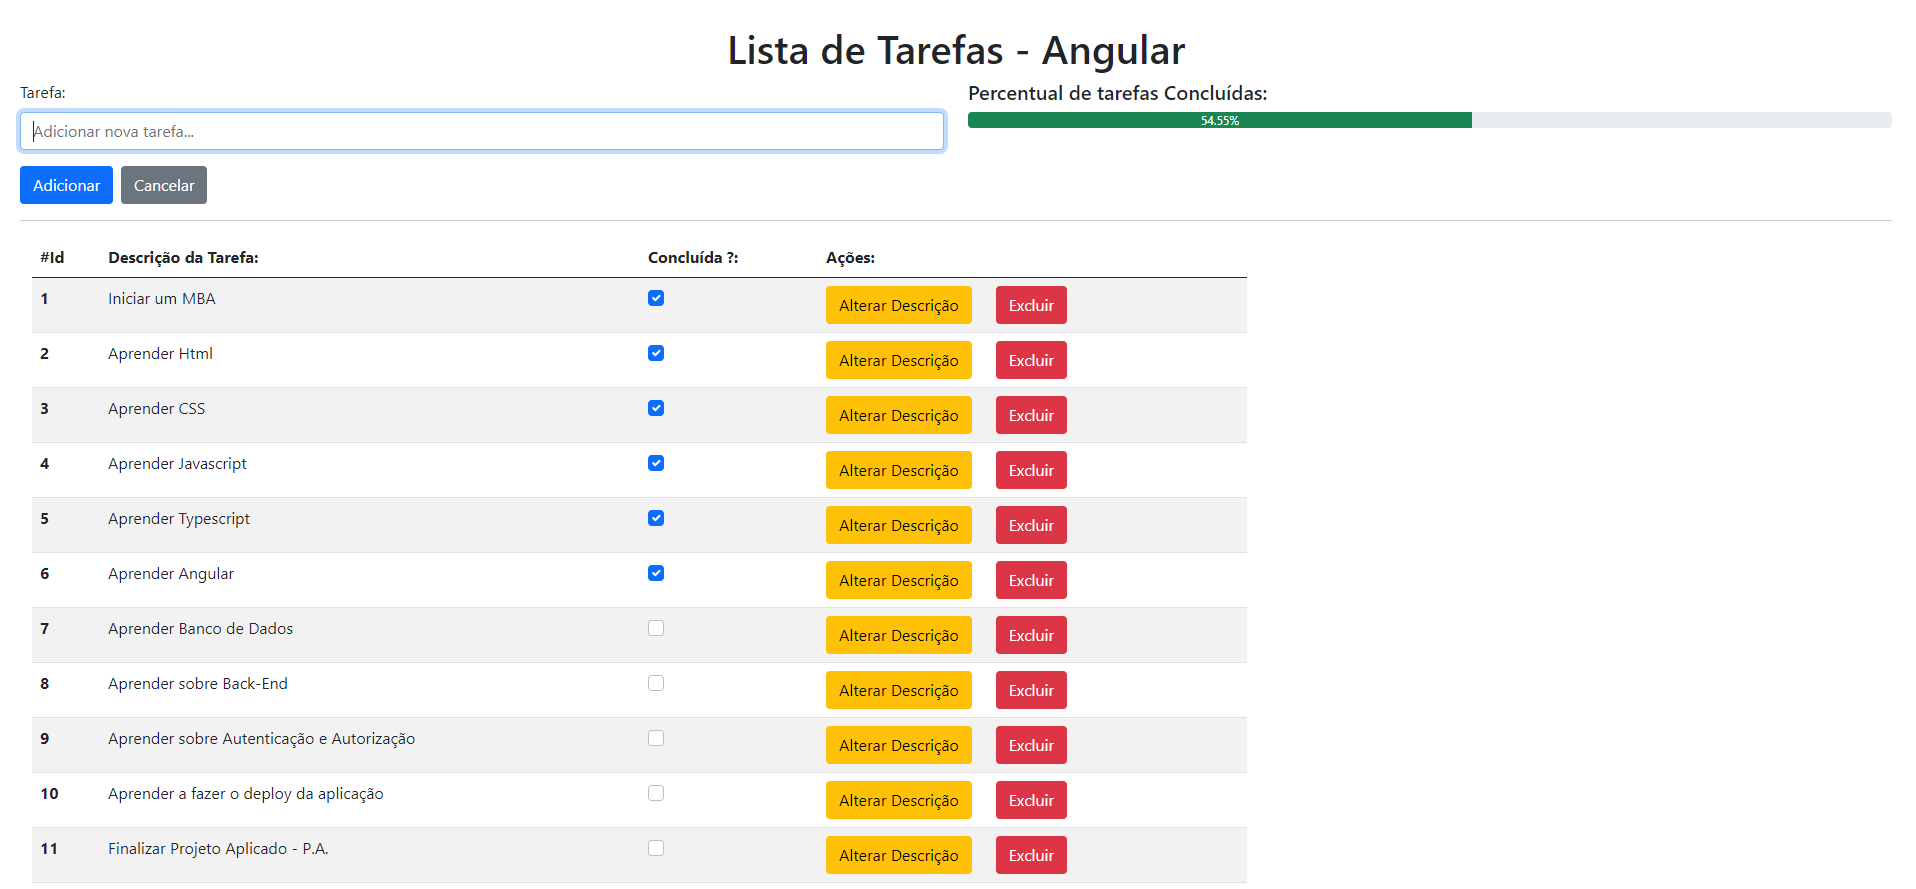 Lista de Tarefas - Angular
Tarefa:
Adicionar nova tarefa...
Adicionar Cancelar
Percentual de tarefas Concluídas:
54.55%
#Id Descrição da Tarefa: Concluída ?: Ações:
1 Iniciar um MBA Alterar Descrição Excluir
2 Aprender Html Alterar Descrição Excluir
3 Aprender CSS Alterar Descrição Excluir
4 Aprender Javascript Alterar Descrição Excluir
5 Aprender Typescript Alterar Descrição Excluir
6 Aprender Angular Alterar Descrição Excluir
7 Aprender Banco de Dados Alterar Descrição Excluir
8 Aprender sobre Back-End Alterar Descrição Excluir
9 Aprender sobre Autenticação e Autorização Alterar Descrição Excluir
10 Aprender a fazer o deploy da aplicação Alterar Descrição Excluir
11 Finalizar Projeto Aplicado - P.A. Alterar Descrição Excluir